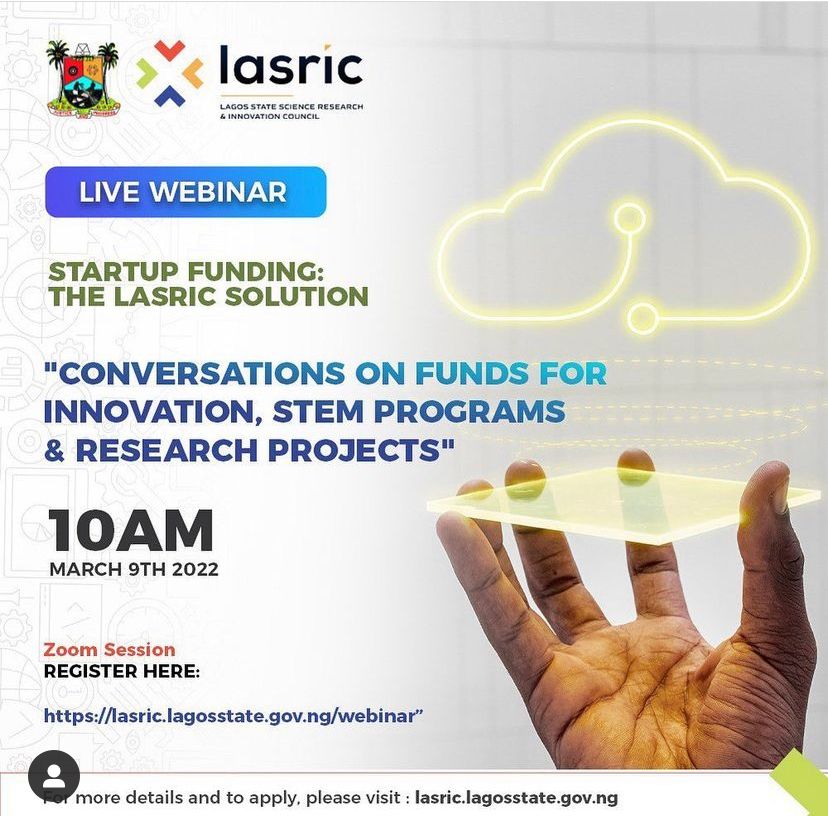 lasric
LAGOS STATE SCIENCE RESEARCH
& INNOVATION COUNCIL
LIVE WEBINAR
STARTUP FUNDING:
THE LASRIC SOLUTION
"CONVERSATIONS ON FUNDS FOR
INNOVATION, STEM PROGRAMS
& RESEARCH PROJECTS"
10AM
MARCH 9TH 2022
Zoom Session
REGISTER HERE:
https://lasric.lagosstate.gov.ng/webinar”
For more details and to apply, please visit : lasric.lagosstate.gov.ng